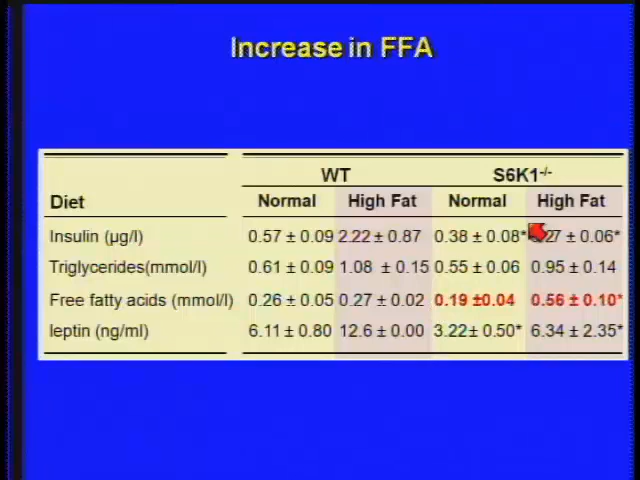 Increase in FFA
WT S6K1-/-
Diet Normal High Fat Normal High Fat
Insulin (µg/l) 0.57 ± 0.09 2.22 ± 0.87 0.38 ± 0.08* ± 0.06*
Triglycerides(mmol/l) 0.61 ± 0.09 1.08 ± 0.15 0.55 ± 0.06 0.95 ± 0.14
Free fatty acids (mmol/l) 0.26 ± 0.05 0.27 ± 0.02 0.19 ±0.04 0.56 ± 0.10*
leptin (ng/ml) 6.11 ± 0.80 12.6 ± 0.00 3.22± 0.50* 6.34 ± 2.35*